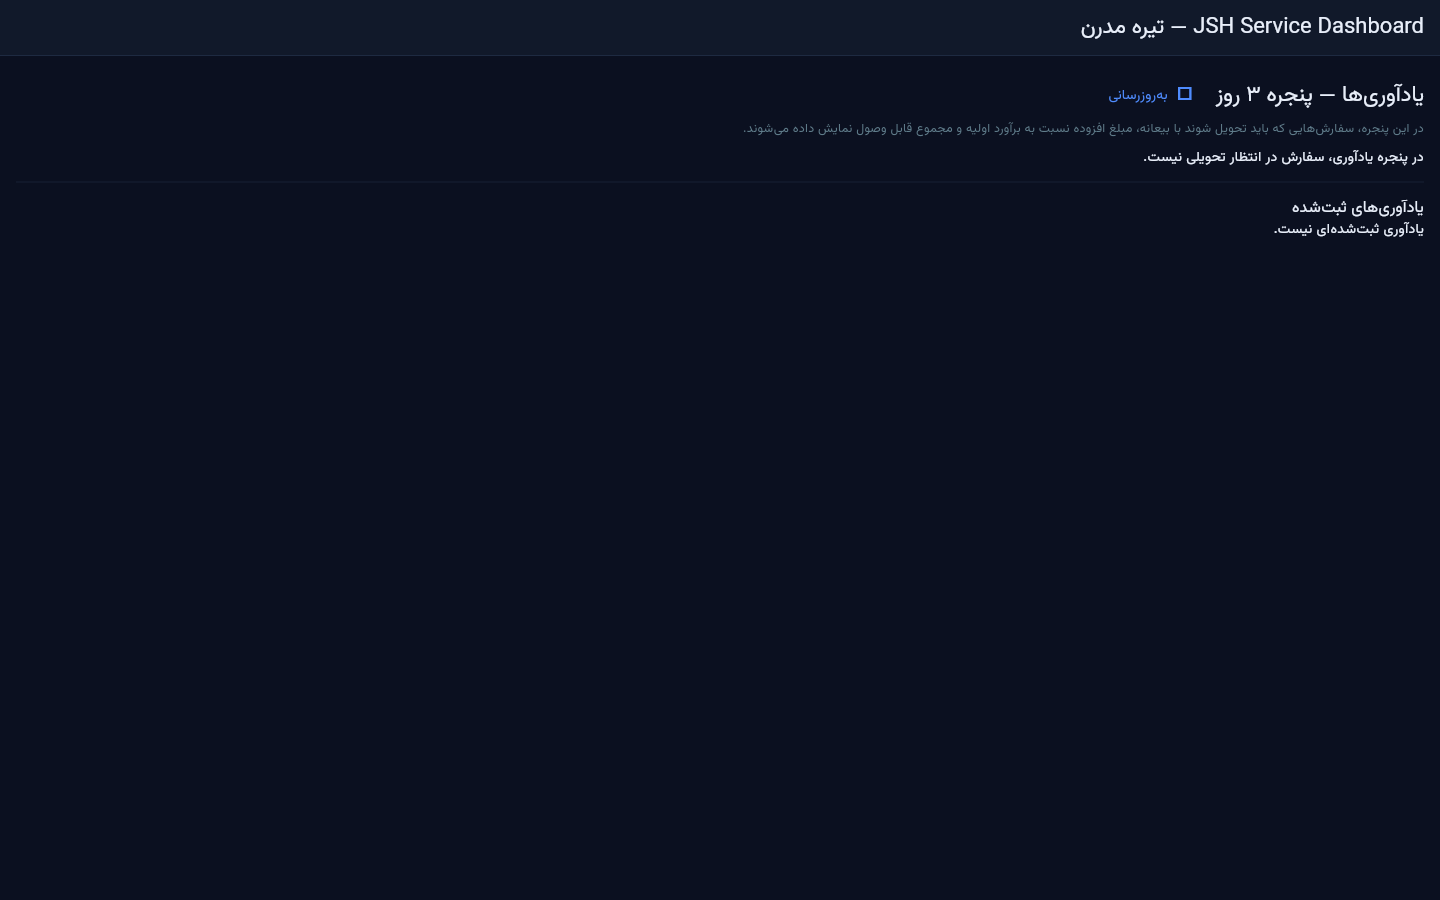 JSH Service Dashboard — تیره مدرن
یادآوری‌ها — پنجره ۳ روز
به‌روزرسانی
در این پنجره، سفارش‌هایی که باید تحویل شوند با بیعانه، مبلغ افزوده نسبت به برآورد اولیه و مجموع قابل وصول نمایش داده می‌شوند.
در پنجره یادآوری، سفارش در انتظار تحویلی نیست.
یادآوری‌های ثبت‌شده
یادآوری ثبت‌شده‌ای نیست.